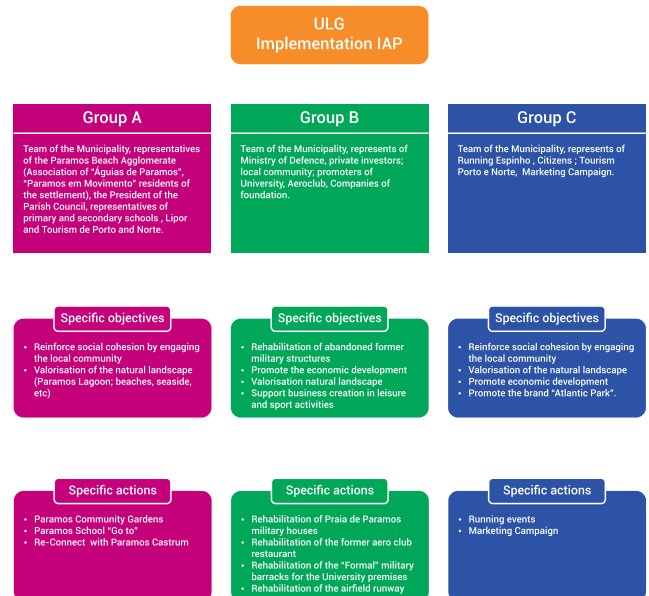 ULG
Implementation IAP
Group A
Team of the Municipality, representatives
of the Paramos Beach Agglomerate
(Association of “Águias de Paramos”,
“Paramos em Movimento” residents of
the settlement), the President of the
Parish Council, representatives of
primary and secondary schools , Lipor
and Tourism de Porto and Norte.
Group B
Team of the Municipality, represents of
Ministry of Defence, private investors;
local community; promoters of
University, Aeroclub, Companies of
foundation.
Group C
Team of the Municipality, represents of
Running Espinho , Citizens ; Tourism
Porto e Norte,  Marketing Campaign.
Specific objectives
• Reinforce social cohesion by engaging
the local community
• Valorisation of the natural landscape
(Paramos Lagoon; beaches, seaside,
etc)
Specific objectives
• Rehabilitation of abandoned former
military structures
• Promote the economic development
• Valorisation natural landscape
• Support business creation in leisure
and sport activities
Specific objectives
• Reinforce social cohesion by engaging
the local community
• Valorisation of the natural landscape
• Promote economic development
• Promote the brand “Atlantic Park”.
Specific actions
• Paramos Community Gardens
• Paramos School “Go to”
• Re-Connect  with Paramos Castrum
Specific actions
• Rehabilitation of Praia de Paramos
military houses
• Rehabilitation of the former aero club
restaurant
• Rehabilitation of the “Formal” military
barracks for the University premises
• Rehabilitation of the airfield runway
Specific actions
• Running events
• Marketing Campaign